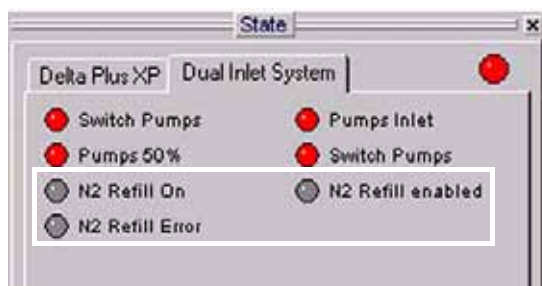 State
Delta Plus XP Dual Inlet System
Switch Pumps Pumps Inlet
Pumps 50% Switch Pumps
N2 Refill On N2 Refill enabled
N2 Refill Error